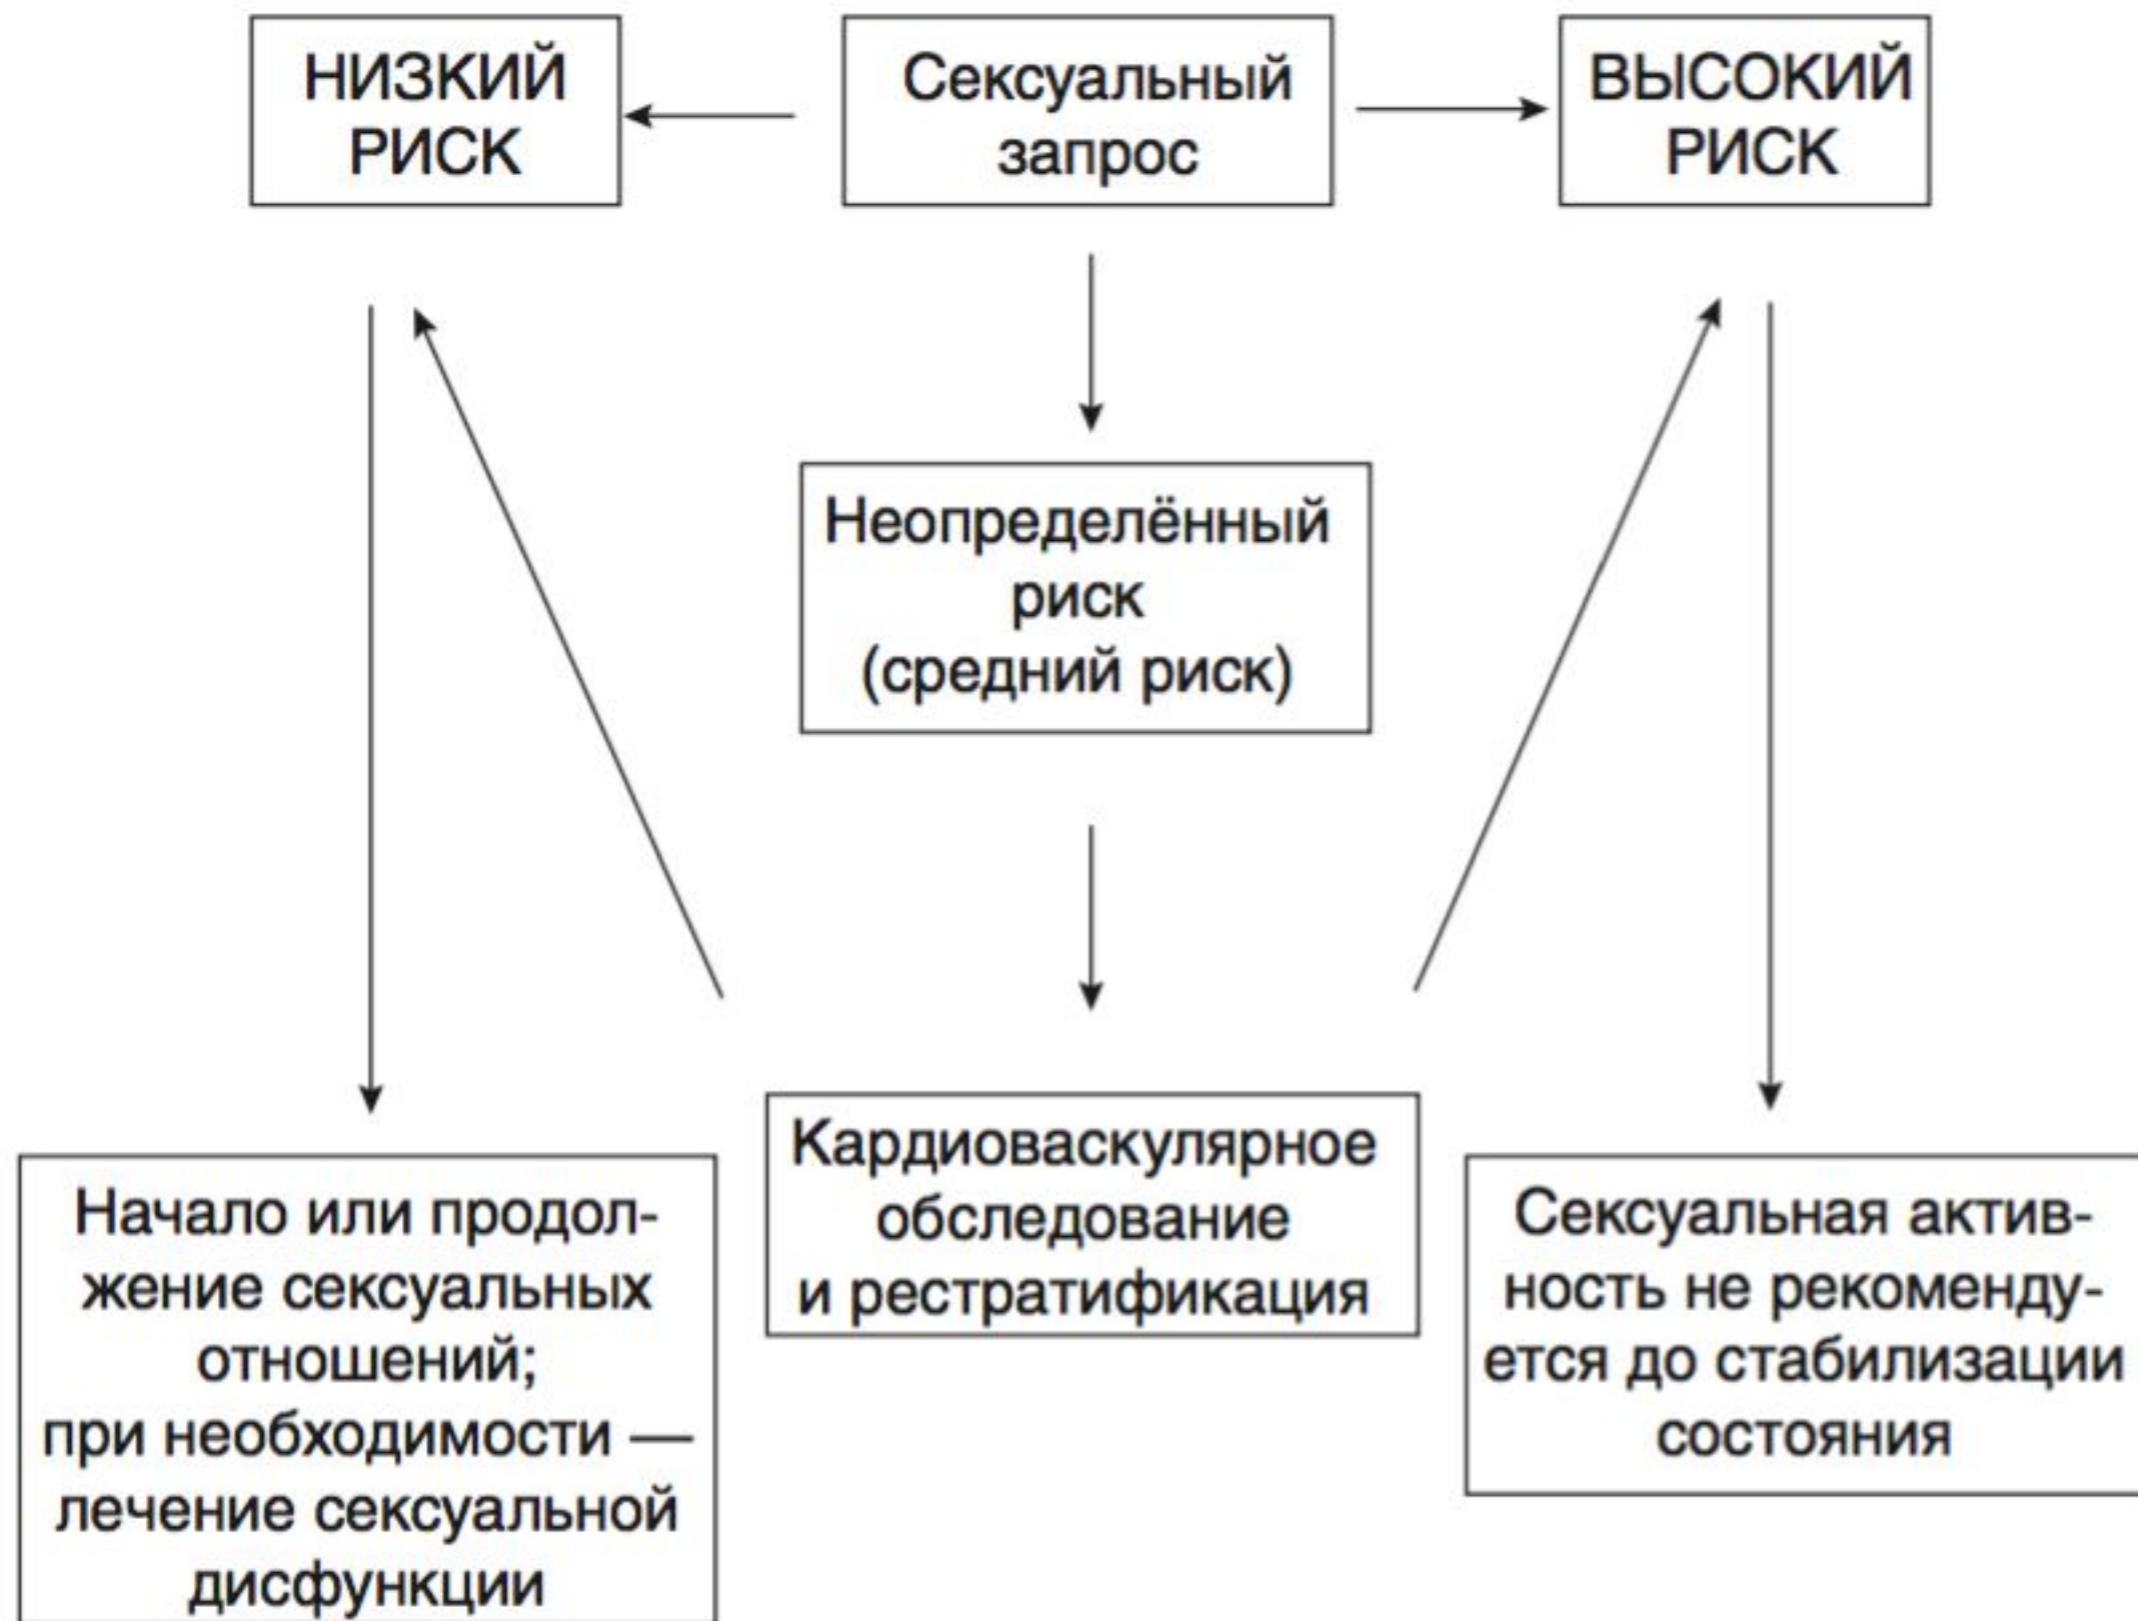 НИЗКИЙ
РИСК
Сексуальный
запрос
ВЫСОКИЙ
РИСК
Неопределённый
риск
(средний риск)
Начало или продол-
жение сексуальных
отношений;
при необходимости —
лечение сексуальной
дисфункции
Кардиоваскулярное
обследование
и рестратификация
Сексуальная актив-
ность не рекоменду-
ется до стабилизации
состояния